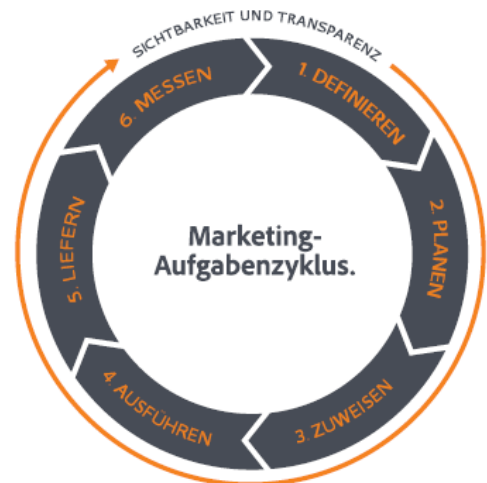 SICHTBARKEIT UND TRANSPARENZ
1. DEFINIEREN
2. PLANEN
3. ZUWEISEN
4. AUSFÜHREN
5. LIEFERN
6. MESSEN
Marketing-
Aufgabenzyklus.